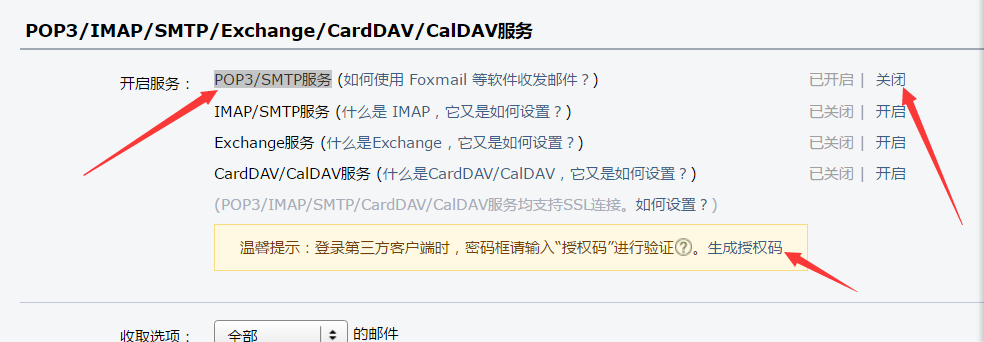 POP3/IMAP/SMTP/Exchange/CardDAV/CalDAV服务
开启服务： POP3/SMTP服务 (如何使用 Foxmail 等软件收发邮件？) 已开启 | 关闭
IMAP/SMTP服务 (什么是 IMAP，它又是如何设置？) 已关闭 | 开启
Exchange服务 (什么是Exchange，它又是如何设置？) 已关闭 | 开启
CardDAV/CalDAV服务 (什么是CardDAV/CalDAV，它又是如何设置？) 已关闭 | 开启
(POP3/IMAP/SMTP/CardDAV/CalDAV服务均支持SSL连接。如何设置？)
温馨提示：登录第三方客户端时，密码框请输入“授权码”进行验证?。生成授权码
收取选项： 全部 的邮件